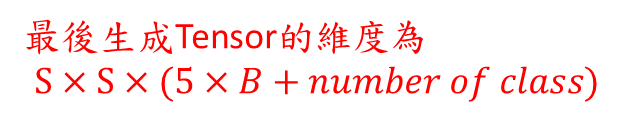 最後生成Tensor的維度為
S × S × (5 × B + number of class)